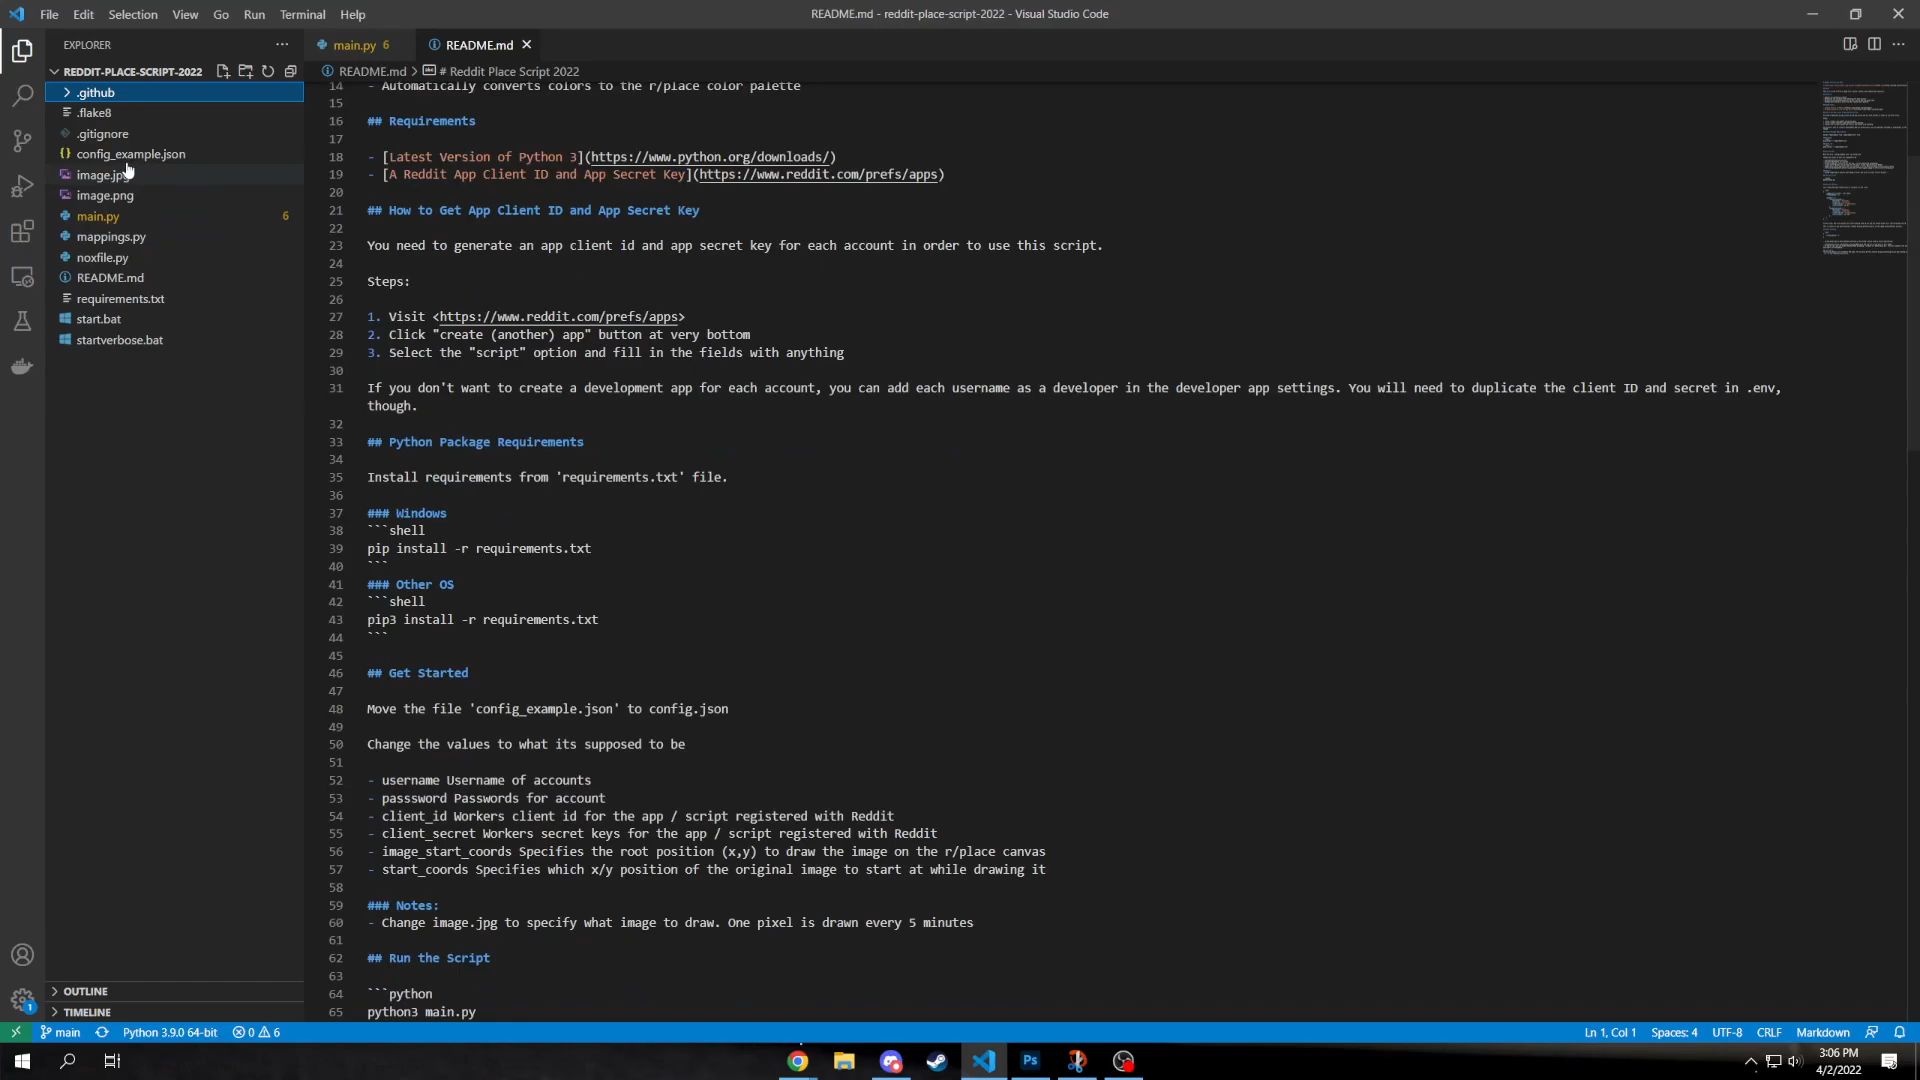 File Edit Selection View Go Run Terminal Help
README.md - reddit-place-script-2022 - Visual Studio Code
EXPLORER
main.py 6
README.md
REDDIT-PLACE-SCRIPT-2022
README.md > # Reddit Place Script 2022
.github
.flake8
.gitignore
config_example.json
image.jpg
image.png
main.py 6
mappings.py
noxfile.py
README.md
requirements.txt
start.bat
startverbose.bat
OUTLINE
TIMELINE
14 - Automatically converts colors to the r/place color palette
15
16 ## Requirements
17
18 - [Latest Version of Python 3](https://www.python.org/downloads/)
19 - [A Reddit App Client ID and App Secret Key](https://www.reddit.com/prefs/apps)
20
21 ## How to Get App Client ID and App Secret Key
22
23 You need to generate an app client id and app secret key for each account in order to use this script.
24
25 Steps:
26
27 1. Visit <https://www.reddit.com/prefs/apps>
28 2. Click "create (another) app" button at very bottom
29 3. Select the "script" option and fill in the fields with anything
30
31 If you don't want to create a development app for each account, you can add each username as a developer in the developer app settings. You will need to duplicate the client ID and secret in .env,
though.
32
33 ## Python Package Requirements
34
35 Install requirements from 'requirements.txt' file.
36
37 ### Windows
38 ```shell
39 pip install -r requirements.txt
40 ```
41 ### Other OS
42 ```shell
43 pip3 install -r requirements.txt
44 ```
45
46 ## Get Started
47
48 Move the file 'config_example.json' to config.json
49
50 Change the values to what its supposed to be
51
52 - username Username of accounts
53 - passsword Passwords for account
54 - client_id Workers client id for the app / script registered with Reddit
55 - client_secret Workers secret keys for the app / script registered with Reddit
56 - image_start_coords Specifies the root position (x,y) to draw the image on the r/place canvas
57 - start_coords Specifies which x/y position of the original image to start at while drawing it
58
59 ### Notes:
60 - Change image.jpg to specify what image to draw. One pixel is drawn every 5 minutes
61
62 ## Run the Script
63
64 ```python
65 python3 main.py
main Python 3.9.0 64-bit 0 6
Ln 1, Col 1 Spaces: 4 UTF-8 CRLF Markdown
1
Ps
3:06 PM
4/2/2022